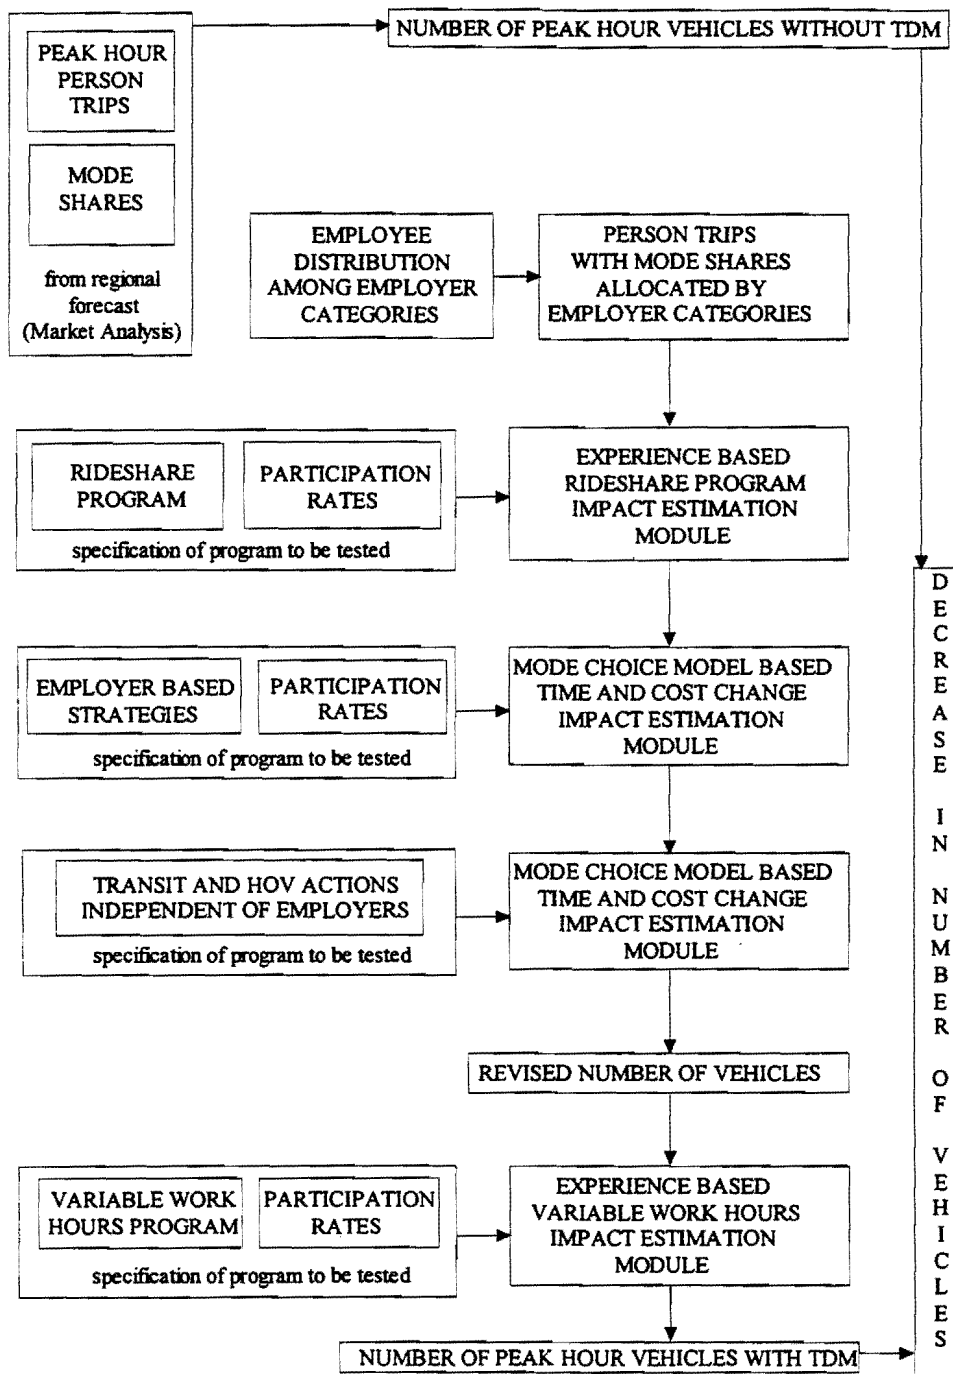 NUMBER OF PEAK HOUR VEHICLES WITHOUT TDM
PEAK HOUR
PERSON
TRIPS
MODE
SHARES
from regional
forecast
(Market Analysis)
EMPLOYEE
DISTRIBUTION
AMONG EMPLOYER
CATEGORIES
PERSON TRIPS
WITH MODE SHARES
ALLOCATED BY
EMPLOYER CATEGORIES
RIDESHARE
PROGRAM
PARTICIPATION
RATES
specification of program to be tested
EXPERIENCE BASED
RIDESHARE PROGRAM
IMPACT ESTIMATION
MODULE
EMPLOYER BASED
STRATEGIES
PARTICIPATION
RATES
specification of program to be tested
MODE CHOICE MODEL BASED
TIME AND COST CHANGE
IMPACT ESTIMATION
MODULE
TRANSIT AND HOV ACTIONS
INDEPENDENT OF EMPLOYERS
specification of program to be tested
MODE CHOICE MODEL BASED
TIME AND COST CHANGE
IMPACT ESTIMATION
MODULE
REVISED NUMBER OF VEHICLES
VARIABLE WORK
HOURS PROGRAM
PARTICIPATION
RATES
specification of program to be tested
EXPERIENCE BASED
VARIABLE WORK HOURS
IMPACT ESTIMATION
MODULE
NUMBER OF PEAK HOUR VEHICLES WITH TDM
DECREASE IN NUMBER OF VEHICLES